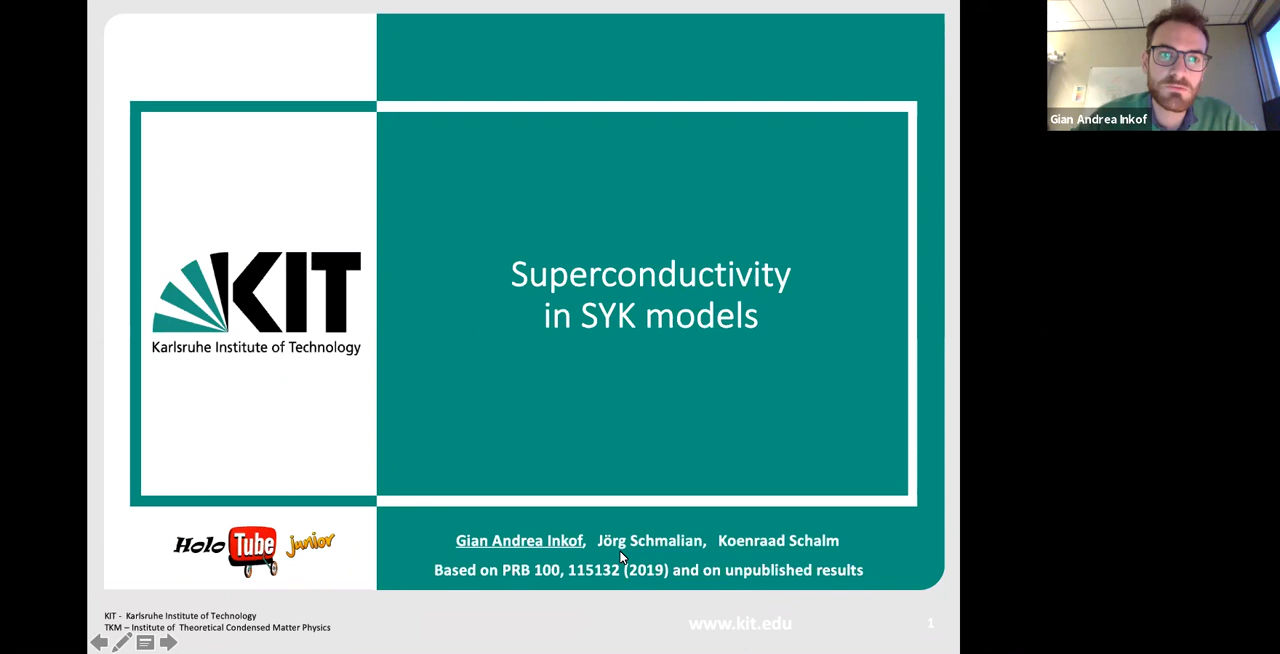 Gian Andrea Inkof
KIT
Karlsruhe Institute of Technology
Superconductivity
in SYK models
Holo Tube junior
Gian Andrea Inkof, Jörg Schmalian, Koenraad Schalm
Based on PRB 100, 115132 (2019) and on unpublished results
KIT - Karlsruhe Institute of Technology
TKM – Institute of Theoretical Condensed Matter Physics
www.kit.edu
1